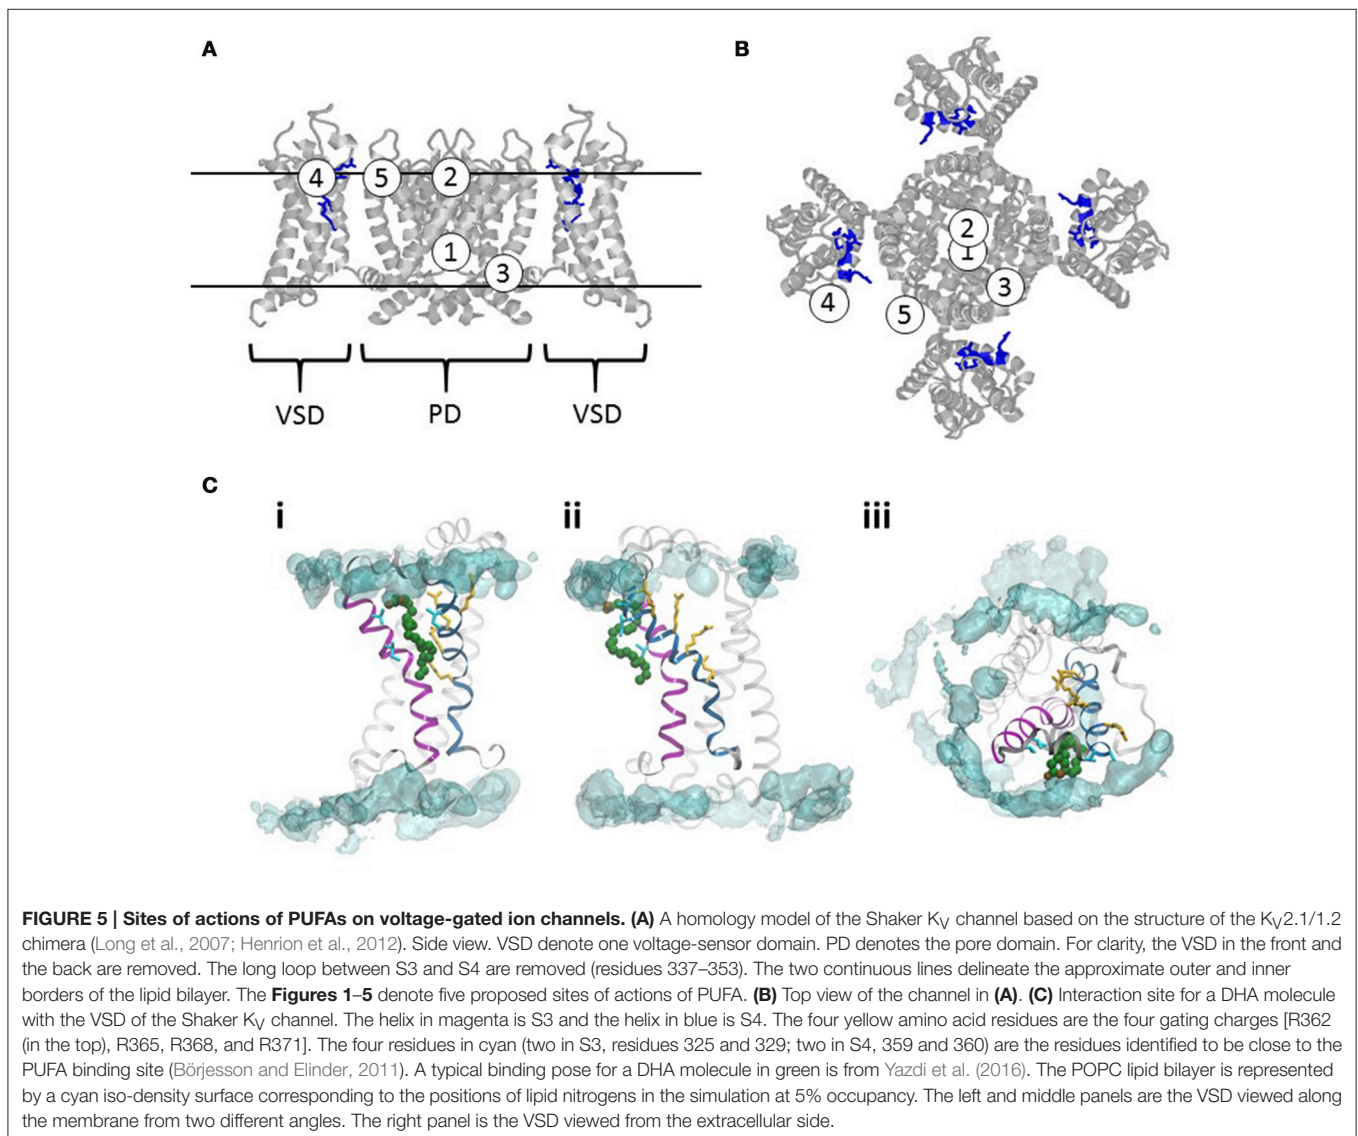 A
B
4
5
2
1
3
2
1
3
4
5
VSD
PD
VSD
C
i
ii
iii
FIGURE 5 | Sites of actions of PUFAs on voltage-gated ion channels. (A) A homology model of the Shaker KV channel based on the structure of the KV2.1/1.2
chimera (Long et al., 2007; Henrion et al., 2012). Side view. VSD denote one voltage-sensor domain. PD denotes the pore domain. For clarity, the VSD in the front and
the back are removed. The long loop between S3 and S4 are removed (residues 337–353). The two continuous lines delineate the approximate outer and inner
borders of the lipid bilayer. The Figures 1–5 denote five proposed sites of actions of PUFA. (B) Top view of the channel in (A). (C) Interaction site for a DHA molecule
with the VSD of the Shaker KV channel. The helix in magenta is S3 and the helix in blue is S4. The four yellow amino acid residues are the four gating charges [R362
(in the top), R365, R368, and R371]. The four residues in cyan (two in S3, residues 325 and 329; two in S4, 359 and 360) are the residues identified to be close to the
PUFA binding site (Börjesson and Elinder, 2011). A typical binding pose for a DHA molecule in green is from Yazdi et al. (2016). The POPC lipid bilayer is represented
by a cyan iso-density surface corresponding to the positions of lipid nitrogens in the simulation at 5% occupancy. The left and middle panels are the VSD viewed along
the membrane from two different angles. The right panel is the VSD viewed from the extracellular side.